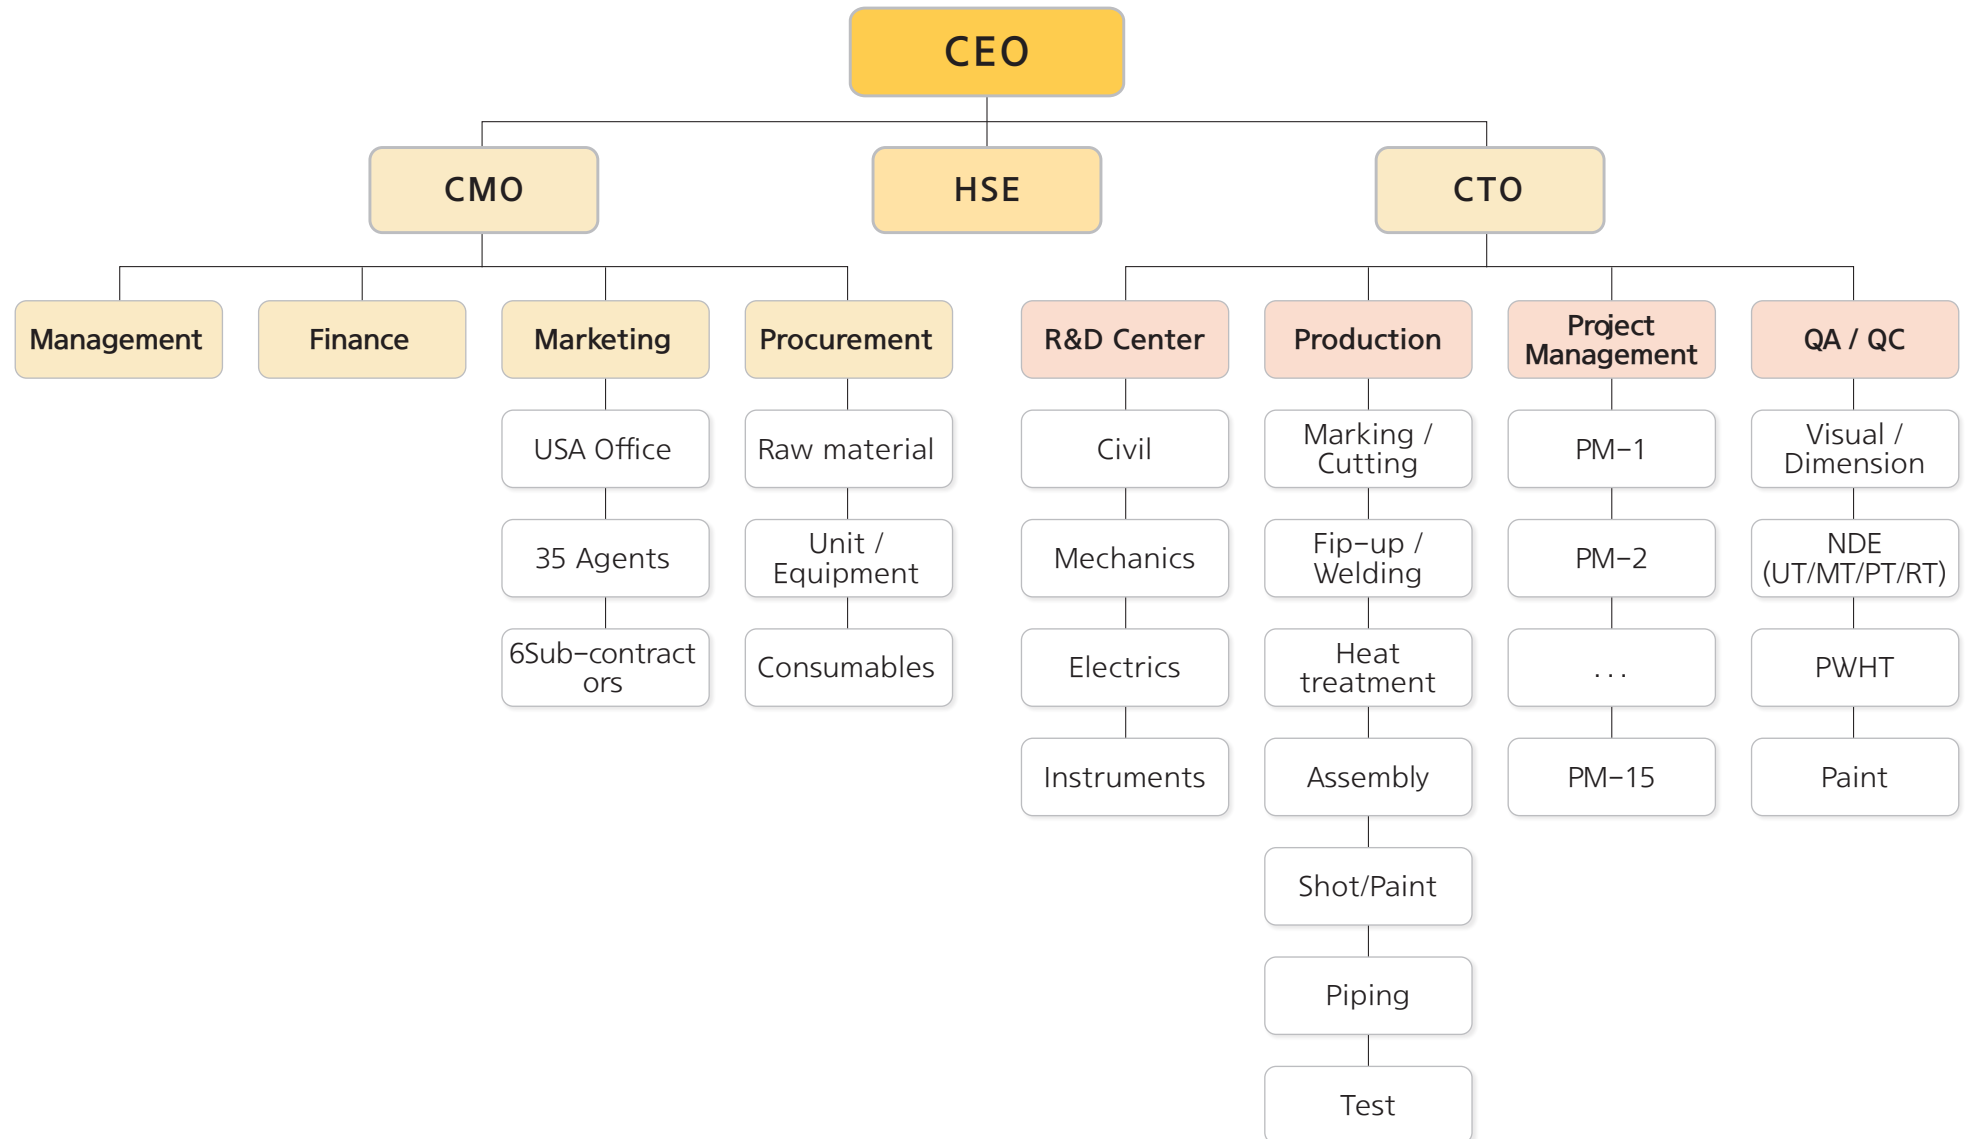 CEO
CMO
HSE
CTO
Management
Finance
Marketing
Procurement
R&D Center
Production
Project
Management
QA / QC
USA Office
Raw material
Civil
Marking /
Cutting
PM-1
Visual /
Dimension
35 Agents
Unit /
Equipment
Mechanics
Fip-up /
Welding
PM-2
NDE
(UT/MT/PT/RT)
6Sub-contract
ors
Consumables
Electrics
Heat
treatment
...
PWHT
Instruments
Assembly
PM-15
Paint
Shot/Paint
Piping
Test